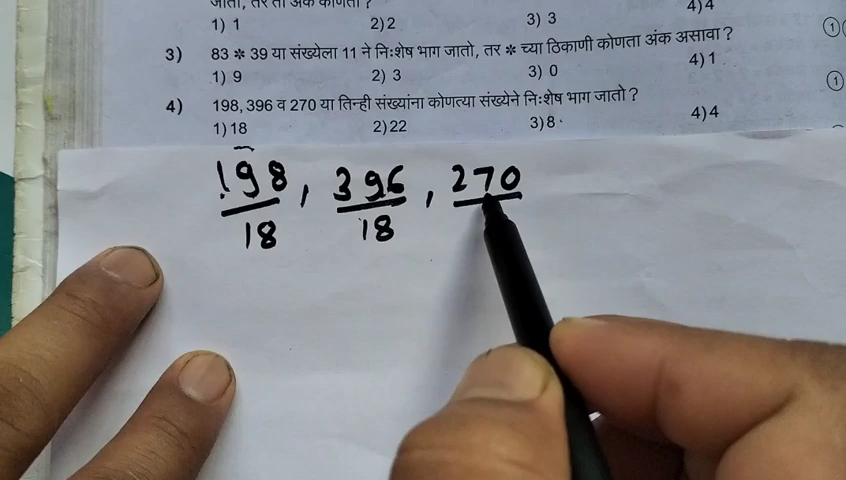 जाता, तर तो अंक कोणता ?
1) 1 2) 2 3) 3 4) 4
3) 83 * 39 या संख्येला 11 ने निःशेष भाग जातो, तर * च्या ठिकाणी कोणता अंक असावा ? 1
1) 9 2) 3 3) 0 4) 1
4) 198, 396 व 270 या तिन्ही संख्यांना कोणत्या संख्येने निःशेष भाग जातो ? 1
1) 18 2) 22 3) 8 4) 4
198, 396, 270
18 18